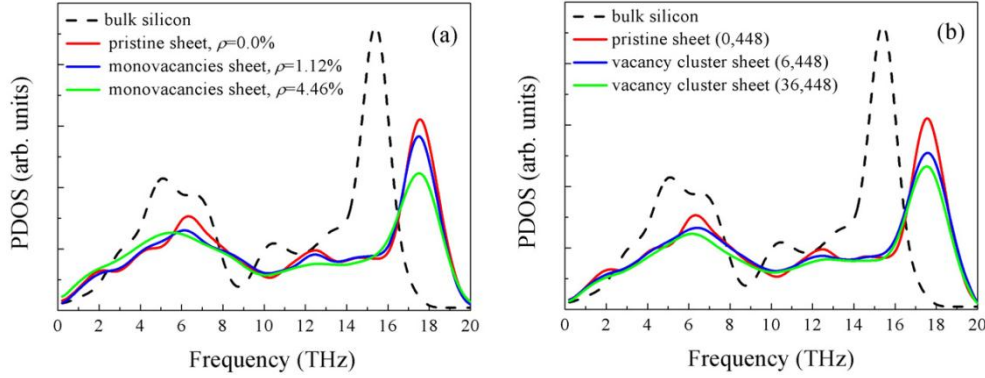 bulk silicon
pristine sheet, ρ=0.0%
monovacancies sheet, ρ=1.12%
monovacancies sheet, ρ=4.46%
(a)
PDOS (arb. units)
0 2 4 6 8 10 12 14 16 18 20
Frequency (THz)
bulk silicon
pristine sheet (0,448)
vacancy cluster sheet (6,448)
vacancy cluster sheet (36,448)
(b)
PDOS (arb. units)
0 2 4 6 8 10 12 14 16 18 20
Frequency (THz)